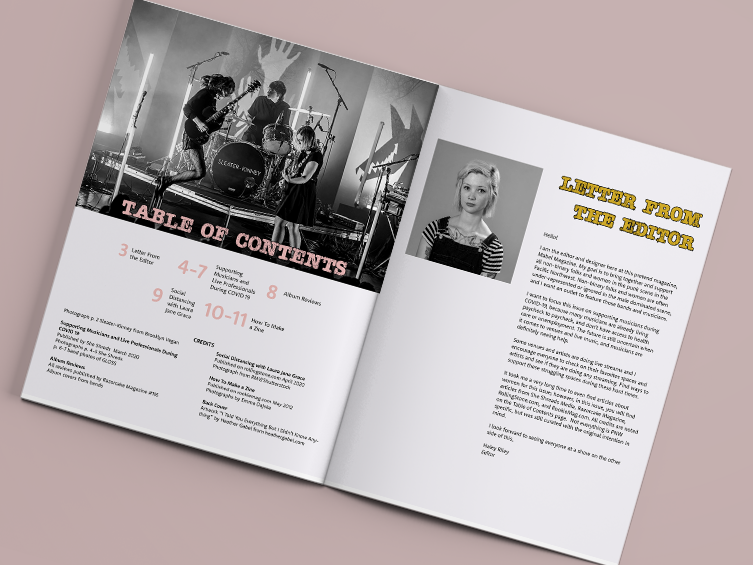 SLEATER-KINNEY
TABLE OF CONTENTS
3 Letter From
the Editor
4-7 Supporting
Musicians and
Live Professionals
During COVID 19
8 Album Reviews
9 Social
Distancing
with Laura
Jane Grace
10-11 How To Make
a Zine
Photograph p. 2 Sleater-Kinney from Brooklyn Vegan
Supporting Musicians and Live Professionals During
COVID 19
Published by She Shreds March 2020
Photographs p. 4-5 She Shreds
p. 6-7 band photos of GLOSS
Album Reviews
All reviews published by Razorcake Magazine #115
Album covers from bands
CREDITS
Social Distancing with Laura Jane Grace
Published on rollingstone.com April 2020
Photograph from RMV/Shutterstock
How To Make a Zine
Published on rookiemag.com May 2012
Photographs by Emma Dajska
Back Cover
Artwork "I Told You Everything But I Didn't Know Any-
thing" by Heather Gabel from heathergabel.com
LETTER FROM
THE EDITOR
Hello!
I am the editor and designer here at this pretend magazine,
Mabel Magazine. My goal is to bring together and support
all non-binary folks and women in the punk scene in the
Pacific Northwest. Non-binary folks and women are often
under-represented or ignored in the male dominated scene,
and I want an outlet to feature those bands and musicians.
I want to focus this issue on supporting musicians during
COVID-19, because many musicians are already living
paycheck to paycheck, and don't have access to health
care or unemployment. The future is still uncertain when
it comes to venues and live music, and musicians are
definitely needing help.
Some venues and artists are doing live streams and I
encourage everyone to check on their favorite spaces and
artists and see if they are doing any streaming. Find ways to
support these struggling spaces during these hard times.
It took me a very long time to even find articles about
women for this issue; however, in this issue, you will find
articles from She Shreds Media, Razorcake Magazine,
RollingStone.com, and RookieMag.com. All credits are noted
on the Table of Contents page. Not everything is PNW
specific, but was still curated with the original intention in
mind.
I look forward to seeing everyone at a show on the other
side of this.
Haley Riley
Editor